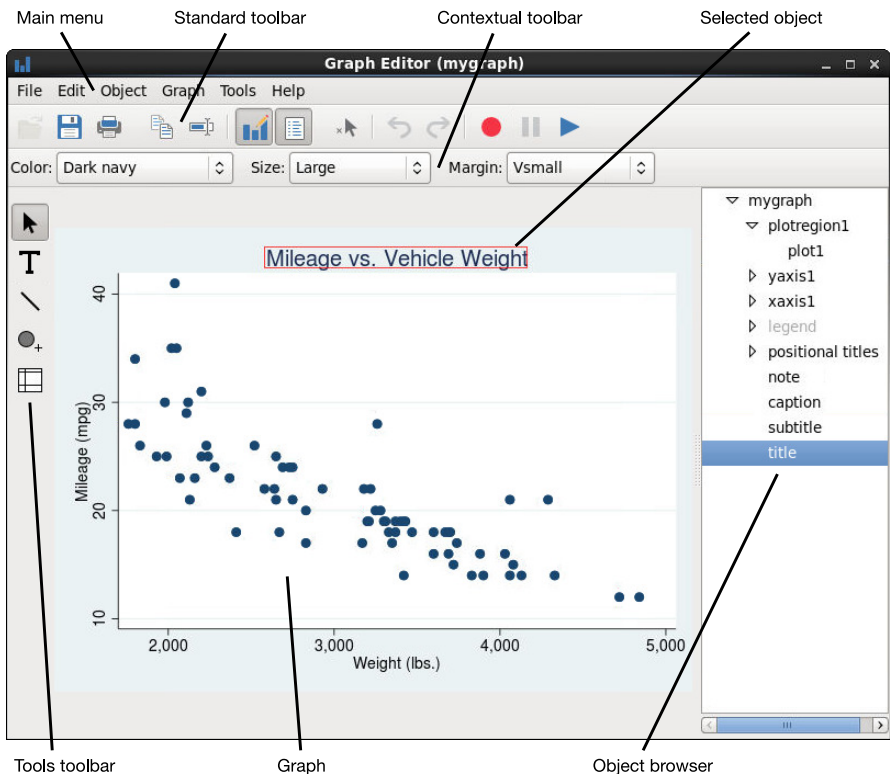 Main menu Standard toolbar Contextual toolbar Selected object
Graph Editor (mygraph)
File Edit Object Graph Tools Help
Color: Dark navy Size: Large Margin: Vsmall
mygraph
plotregion1
plot1
yaxis1
xaxis1
legend
positional titles
note
caption
subtitle
title
T
Mileage vs. Vehicle Weight
Mileage (mpg)
40
30
20
10
2,000 3,000 4,000 5,000
Weight (lbs.)
Tools toolbar Graph Object browser